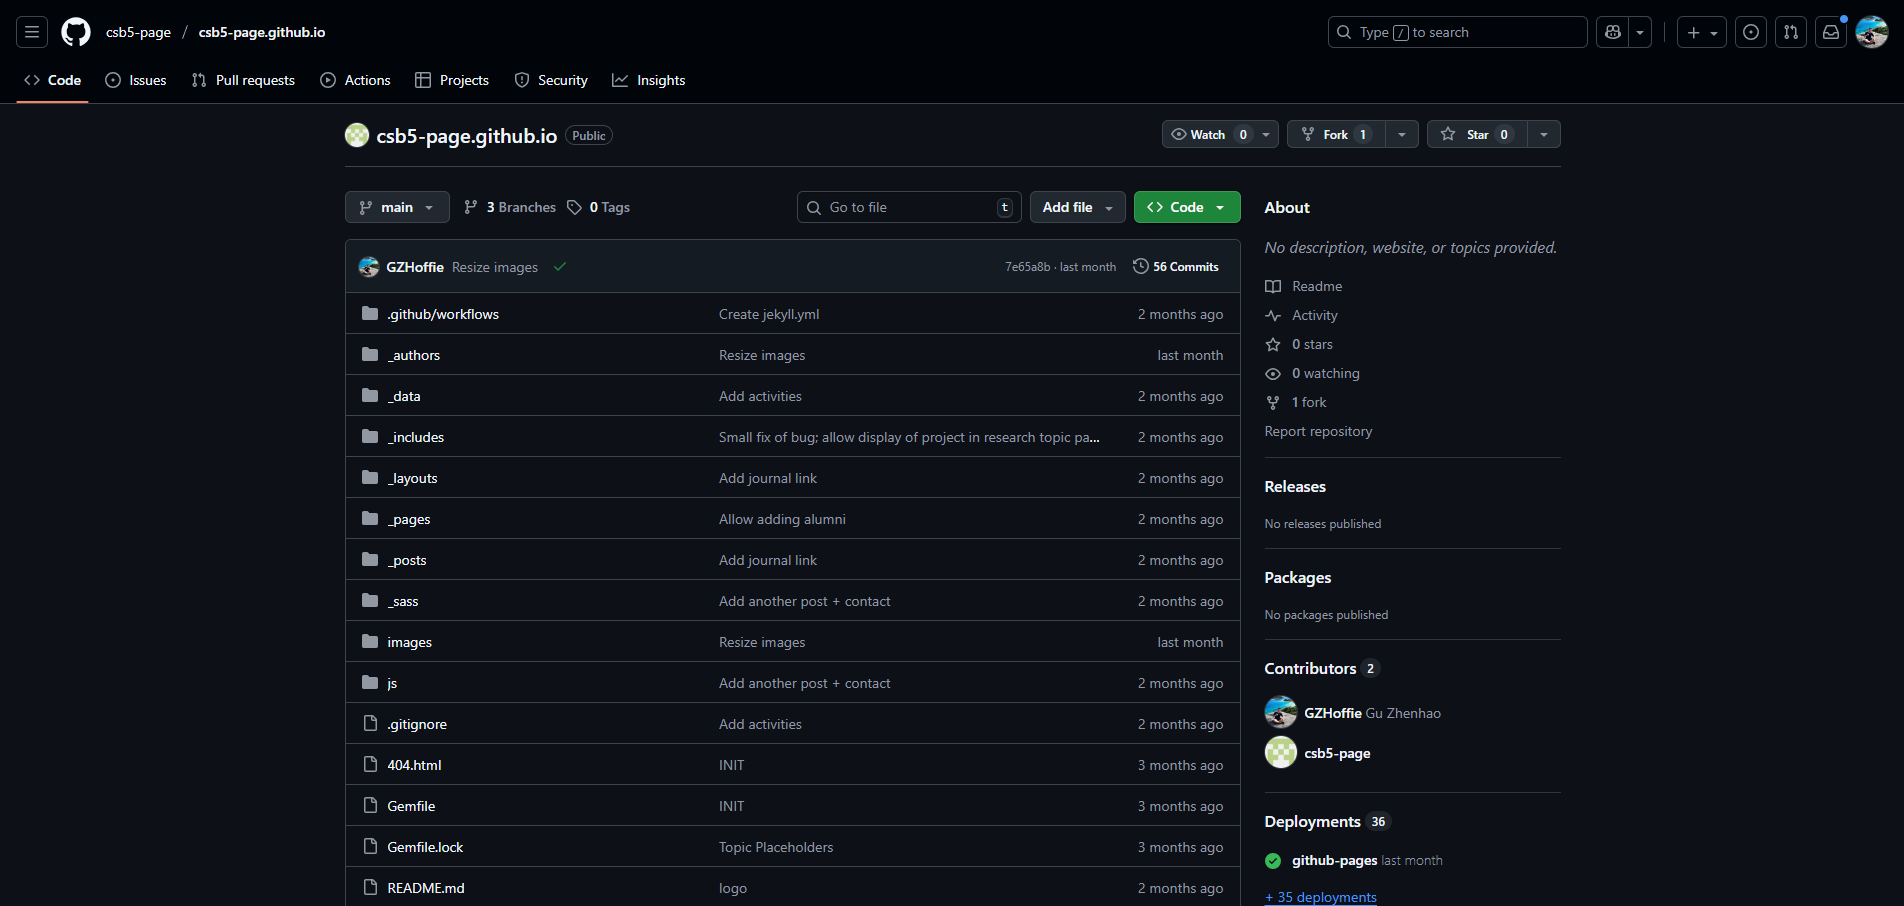 csb5-page / csb5-page.github.io
Type / to search
Code Issues Pull requests Actions Projects Security Insights
csb5-page.github.io Public
Watch 0 Fork 1 Star 0
main 3 Branches 0 Tags
Go to file t Add file Code
GZHoffie Resize images 7e65a8b · last month 56 Commits
.github/workflows Create jekyll.yml 2 months ago
_authors Resize images last month
_data Add activities 2 months ago
_includes Small fix of bug; allow display of project in research topic pa... 2 months ago
_layouts Add journal link 2 months ago
_pages Allow adding alumni 2 months ago
_posts Add journal link 2 months ago
_sass Add another post + contact 2 months ago
images Resize images last month
js Add another post + contact 2 months ago
.gitignore Add activities 2 months ago
404.html INIT 3 months ago
Gemfile INIT 3 months ago
Gemfile.lock Topic Placeholders 3 months ago
README.md logo 2 months ago
About
No description, website, or topics provided.
Readme
Activity
0 stars
0 watching
1 fork
Report repository
Releases
No releases published
Packages
No packages published
Contributors 2
GZHoffie Gu Zhenhao
csb5-page
Deployments 36
github-pages last month
+ 35 deployments